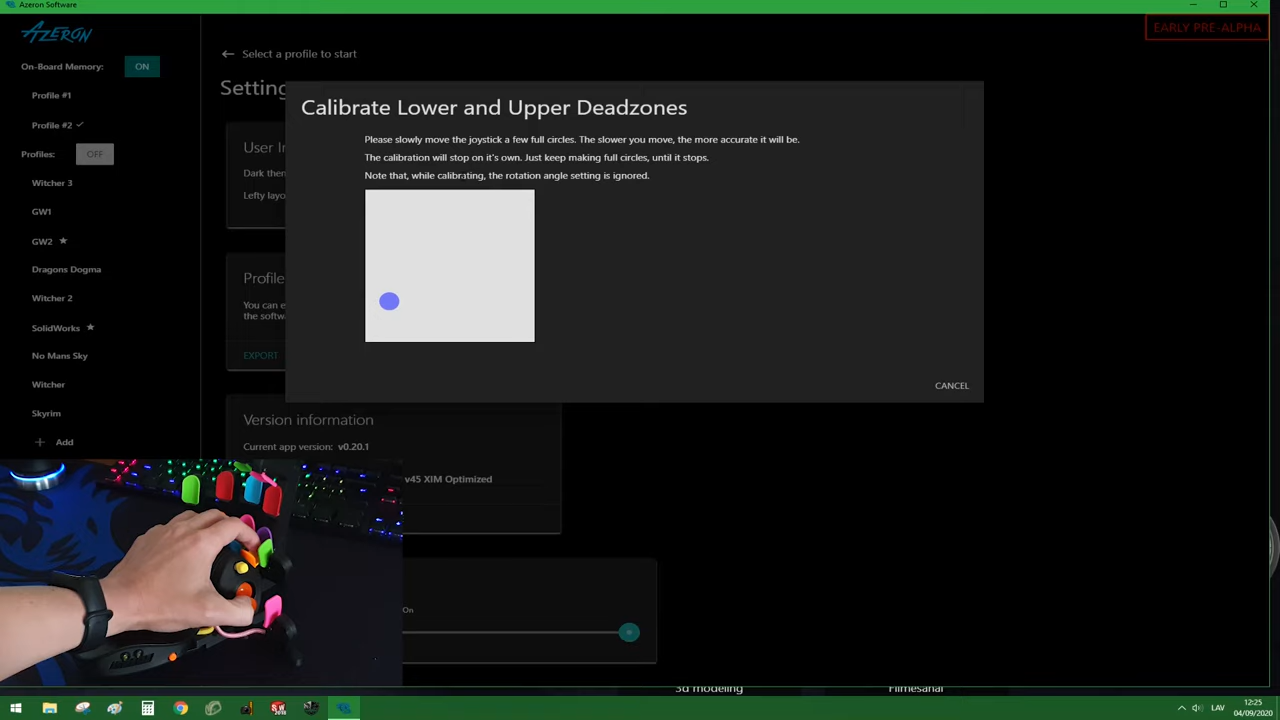 Azeron Software
AZERON
EARLY PRE-ALPHA
On-Board Memory: ON
Profile #1
Profile #2
Profiles: OFF
Witcher 3
GW1
GW2
Dragons Dogma
Witcher 2
SolidWorks
No Mans Sky
Witcher
Skyrim
Add
Select a profile to start
Setting
User In
Dark then
Lefty layo
Profile
You can e
the softwa
EXPORT
Version information
Current app version: v0.20.1
v45 XIM Optimized
On
Calibrate Lower and Upper Deadzones
Please slowly move the joystick a few full circles. The slower you move, the more accurate it will be.
The calibration will stop on it's own. Just keep making full circles, until it stops.
Note that, while calibrating, the rotation angle setting is ignored.
CANCEL
3d modeling
Filmesanai
LAV
12:25
04/09/2020